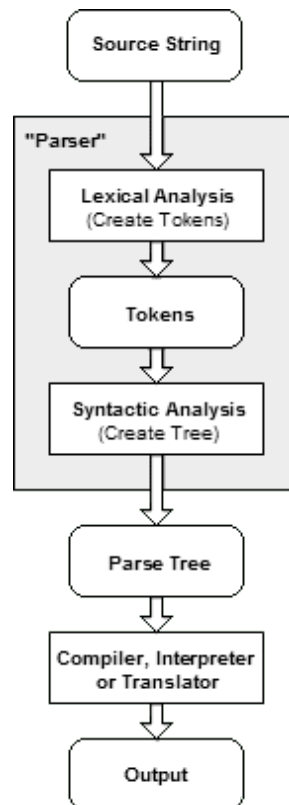 Source String
"Parser"
Lexical Analysis
(Create Tokens)
Tokens
Syntactic Analysis
(Create Tree)
Parse Tree
Compiler, Interpreter
or Translator
Output